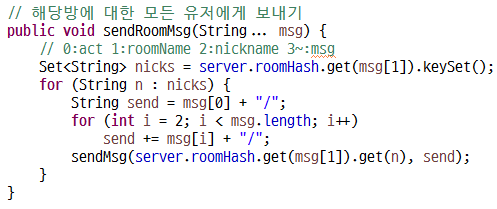 // 해당방에 대한 모든 유저에게 보내기
public void sendRoomMsg(String... msg) {
// 0:act 1:roomName 2:nickname 3~:msg
Set<String> nicks = server.roomHash.get(msg[1]).keySet();
for (String n : nicks) {
String send = msg[0] + "/";
for (int i = 2; i < msg.length; i++)
send += msg[i] + "/";
sendMsg(server.roomHash.get(msg[1]).get(n), send);
}
}